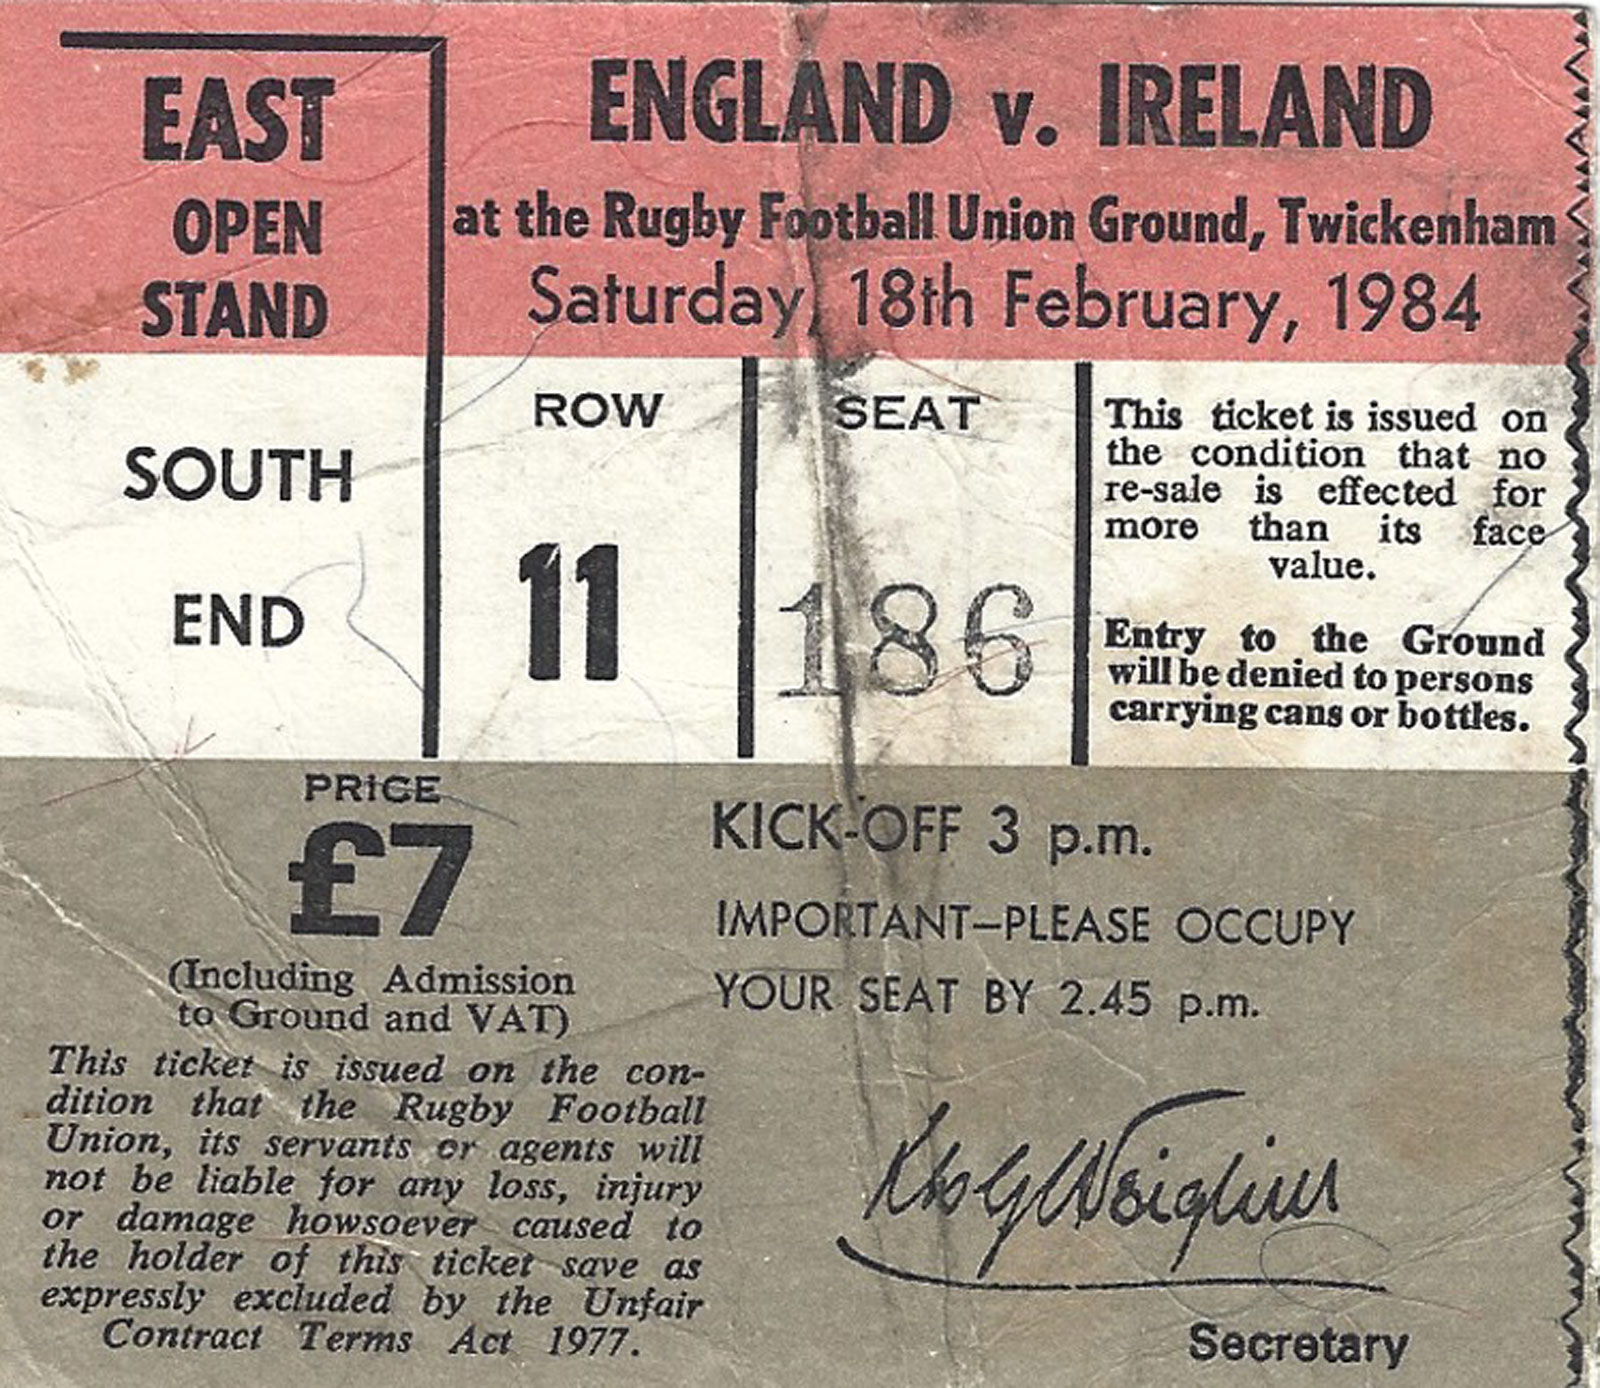 EAST
OPEN
STAND
ENGLAND v. IRELAND
at the Rugby Football Union Ground, Twickenham
Saturday, 18th February, 1984
SOUTH
END
ROW
11
SEAT
186
This ticket is issued on
the condition that no
re-sale is effected for
more than its face
value.
Entry to the Ground
will be denied to persons
carrying cans or bottles.
PRICE
£7
(Including Admission
to Ground and VAT)
This ticket is issued on the con-
dition that the Rugby Football
Union, its servants or agents will
not be liable for any loss, injury
or damage howsoever caused to
the holder of this ticket save as
expressly excluded by the Unfair
Contract Terms Act 1977.
KICK-OFF 3 p.m.
IMPORTANT—PLEASE OCCUPY
YOUR SEAT BY 2.45 p.m.
Secretary